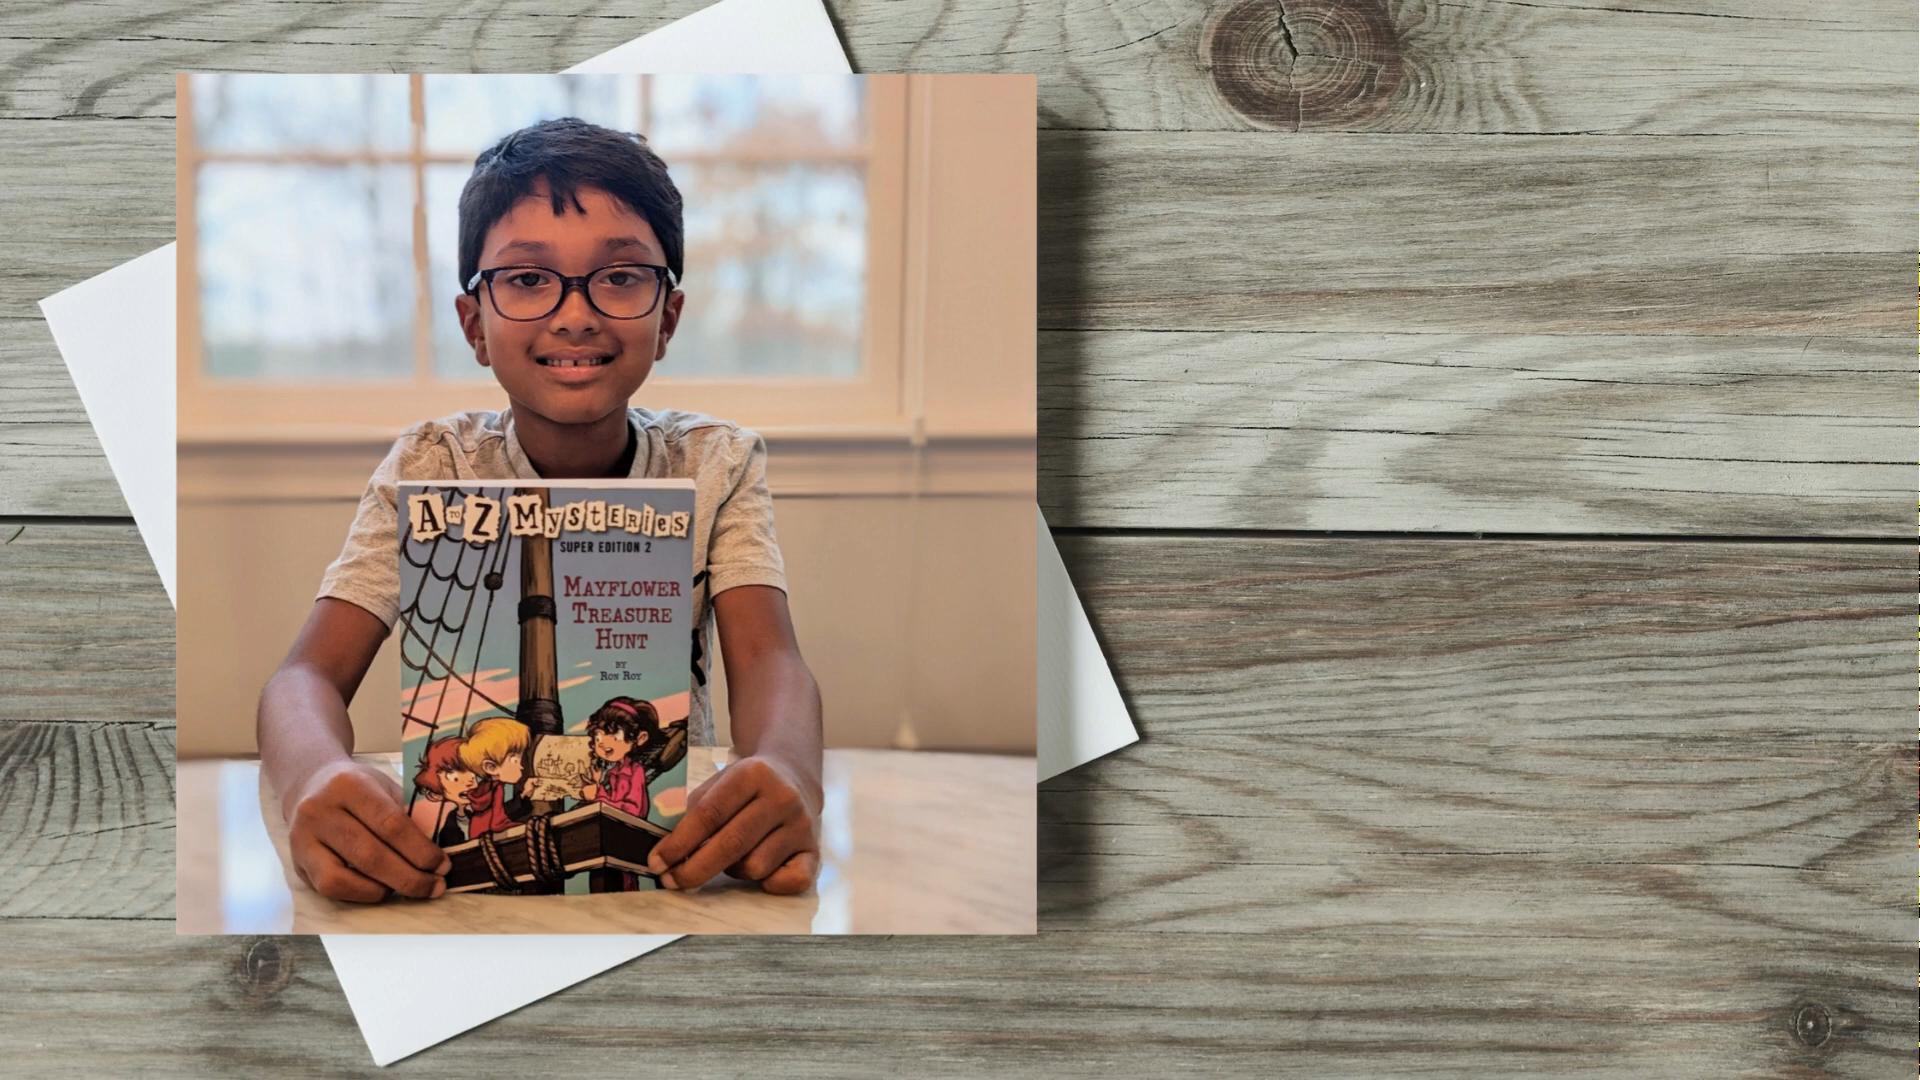 A to Z Mysteries
SUPER EDITION 2
MAYFLOWER
TREASURE
HUNT
BY
RON ROY